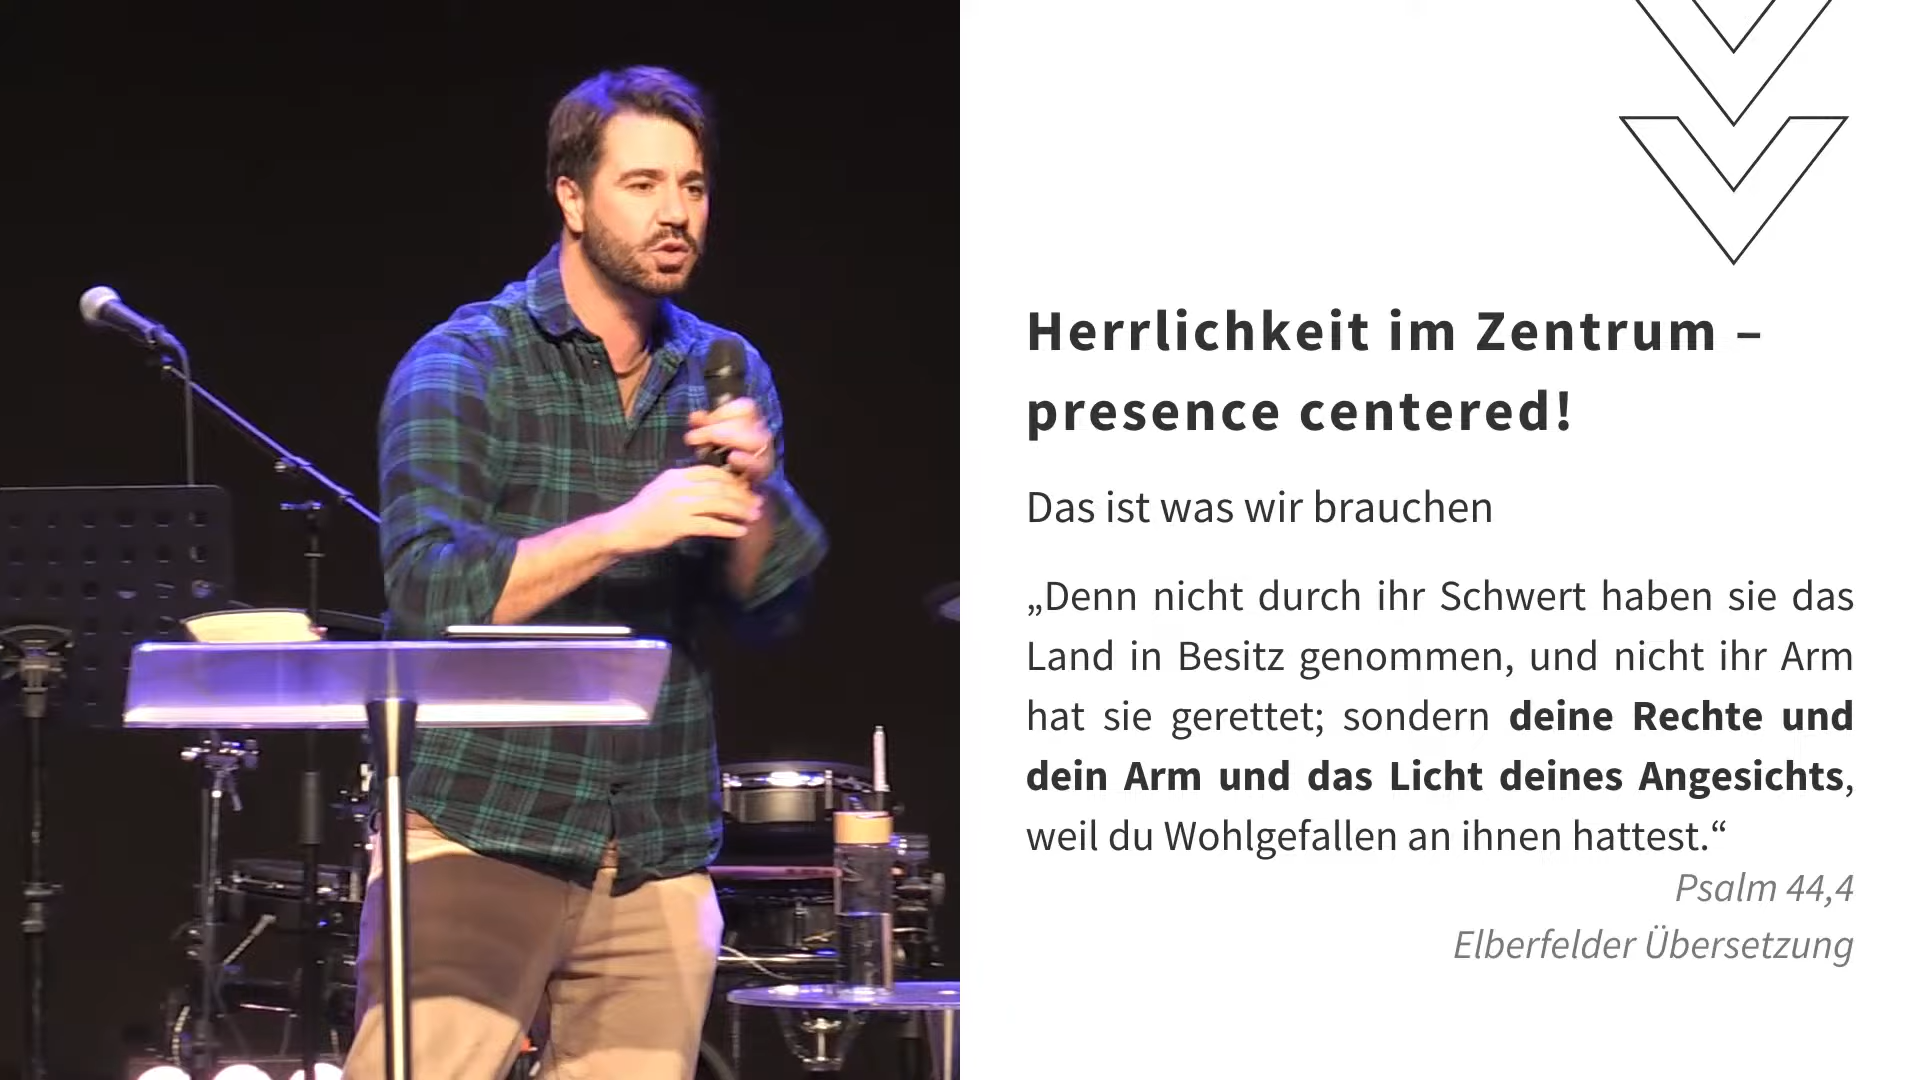 Herrlichkeit im Zentrum –
presence centered!
Das ist was wir brauchen
„Denn nicht durch ihr Schwert haben sie das
Land in Besitz genommen, und nicht ihr Arm
hat sie gerettet; sondern deine Rechte und
dein Arm und das Licht deines Angesichts,
weil du Wohlgefallen an ihnen hattest.“
Psalm 44,4
Elberfelder Übersetzung